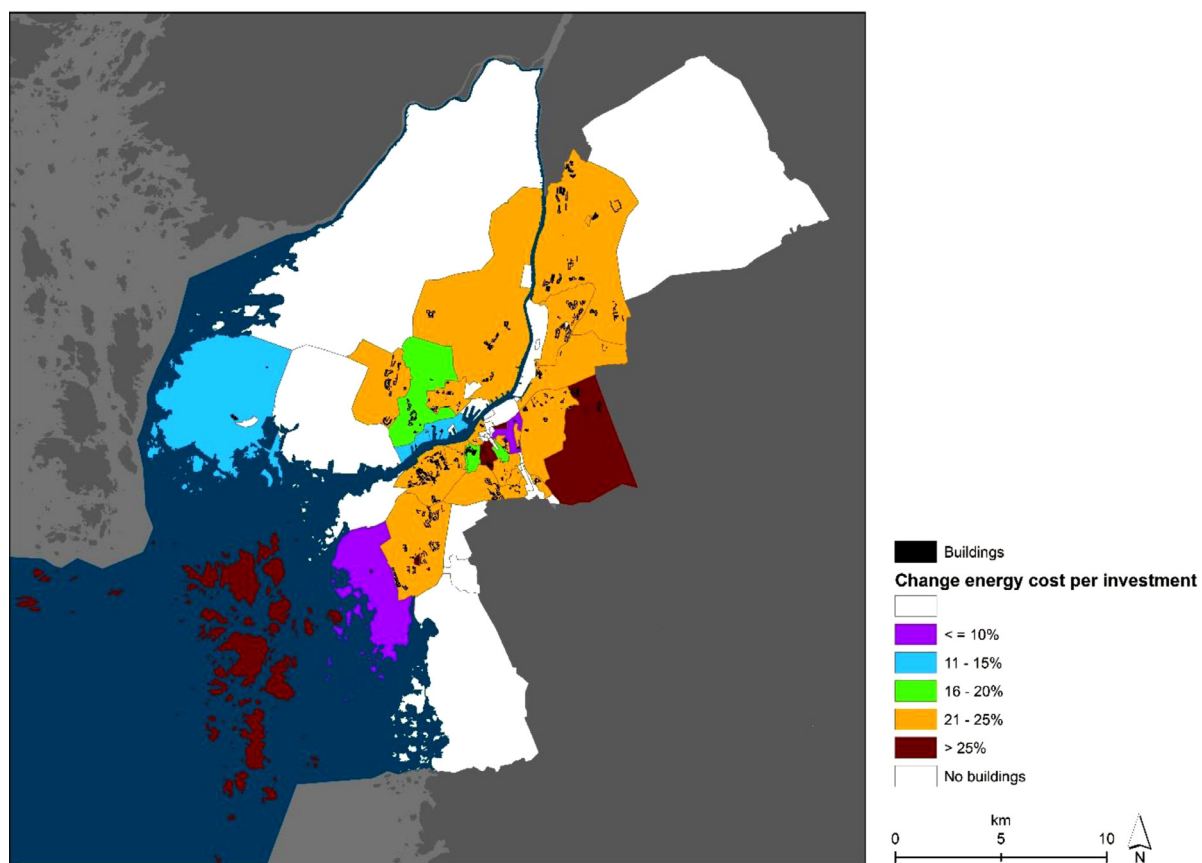 Buildings
Change energy cost per investment
< = 10%
11 - 15%
16 - 20%
21 - 25%
> 25%
No buildings
km
0 5 10
N